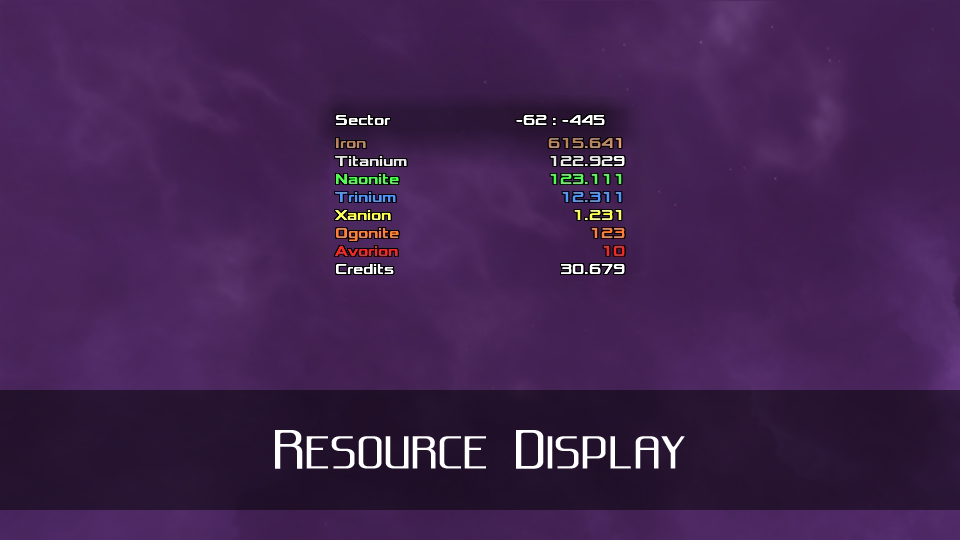 Sector -62 : -445
Iron 615.641
Titanium 122.929
Naonite 123.111
Trinium 12.311
Xanion 1.231
Ogonite 123
Avorion 10
Credits 30.679
Resource Display